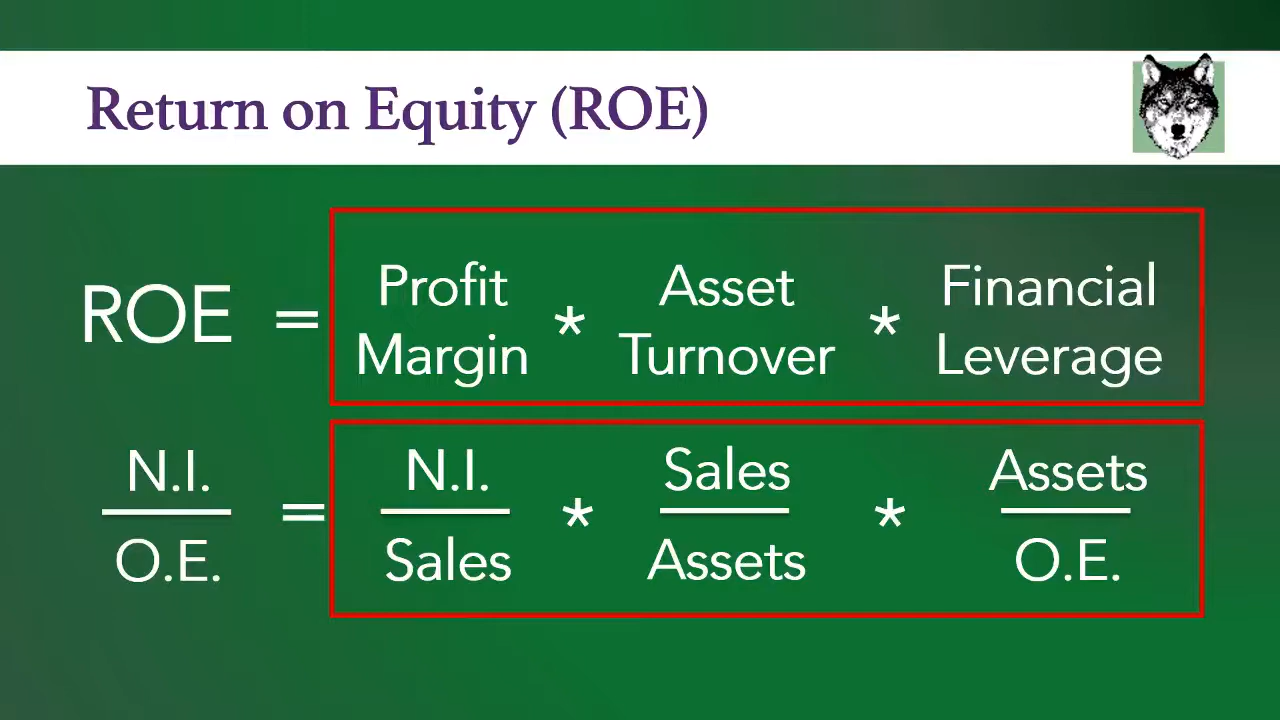 Return on Equity (ROE)
ROE = Profit Margin * Asset Turnover * Financial Leverage
N.I. / O.E. = N.I. / Sales * Sales / Assets * Assets / O.E.